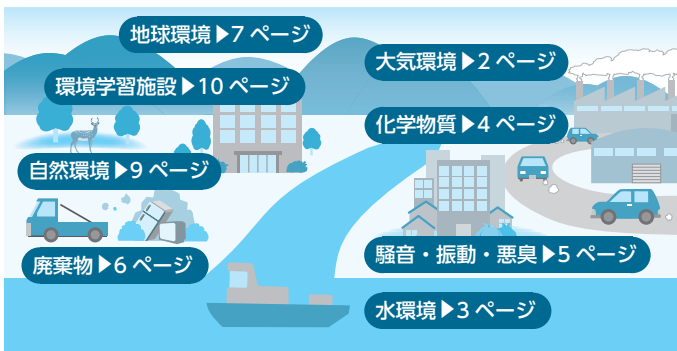 地球環境▶7 ページ
大気環境▶2 ページ
環境学習施設▶10 ページ
化学物質▶4 ページ
自然環境▶9 ページ
騒音・振動・悪臭▶5 ページ
廃棄物▶6 ページ
水環境▶3 ページ